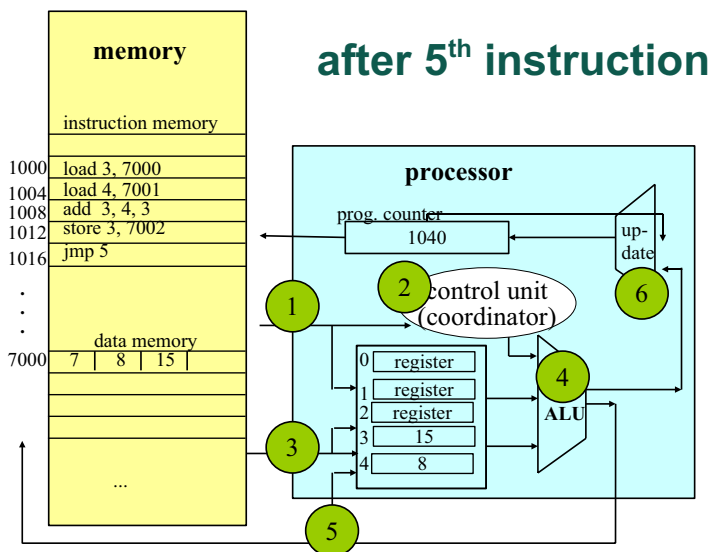 after 5th instruction
memory
instruction memory
1000 load 3, 7000
1004 load 4, 7001
1008 add 3, 4, 3
1012 store 3, 7002
1016 jmp 5
.
.
.
data memory
7000 7 8 15
...
processor
prog. counter
1040
up-
date
6
1
2
control unit
(coordinator)
0 register
1 register
2 register
3 15
4 8
4
ALU
3
5